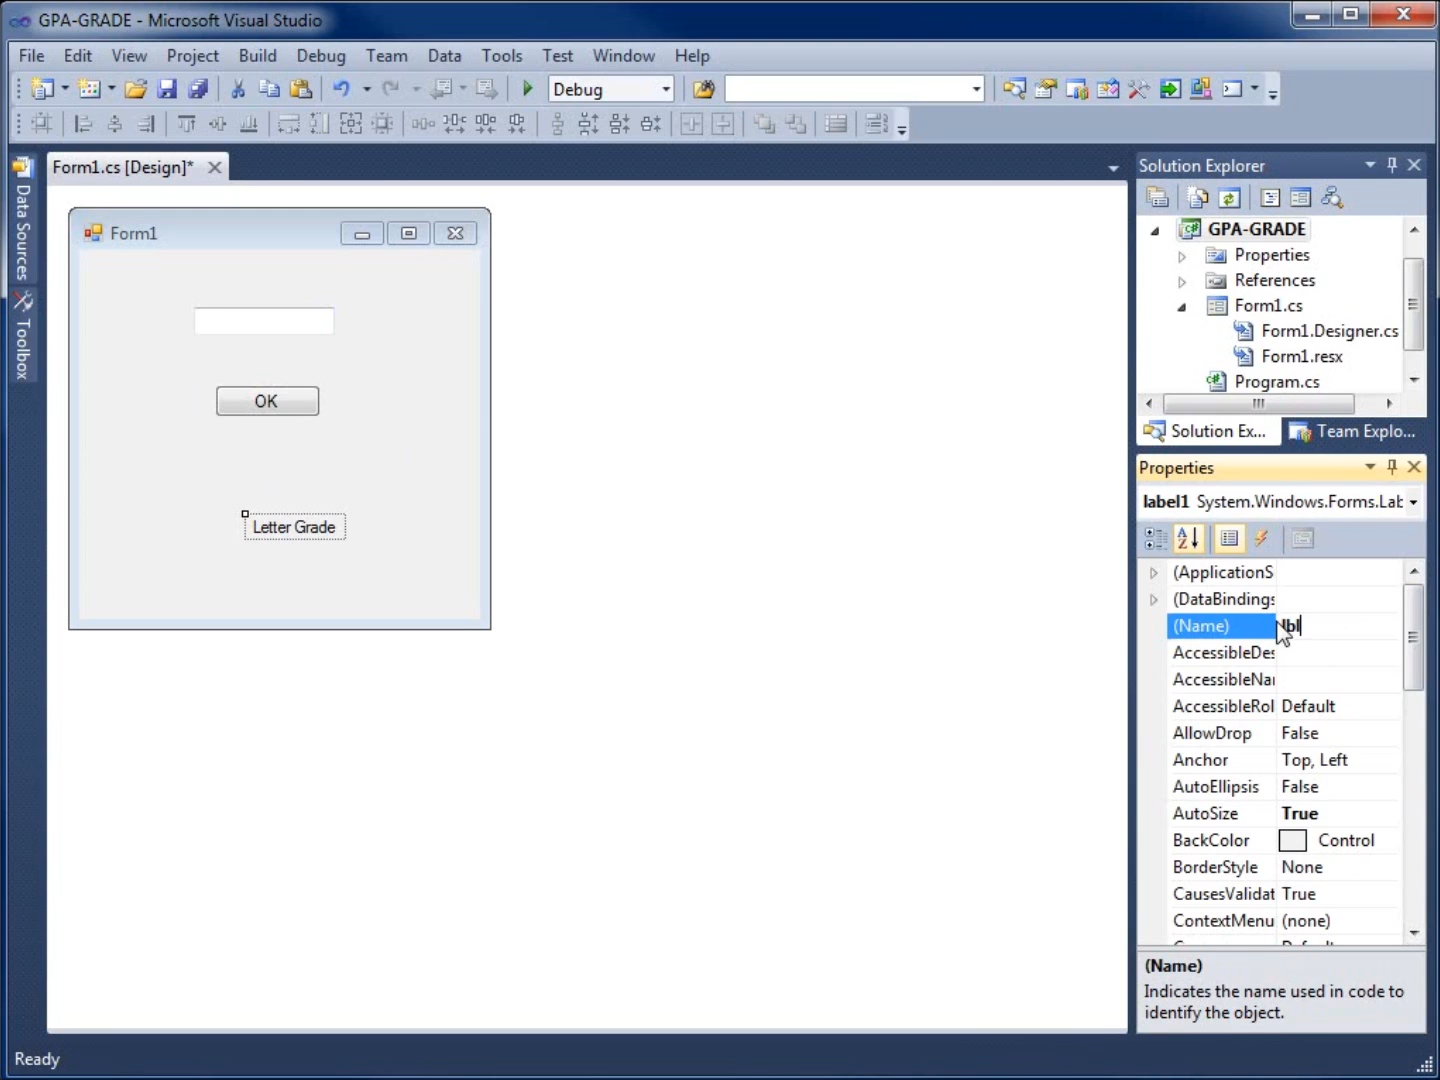 GPA-GRADE - Microsoft Visual Studio
File Edit View Project Build Debug Team Data Tools Test Window Help
Debug
Data Sources
Toolbox
Form1.cs [Design]*
Form1
OK
Letter Grade
Solution Explorer
GPA-GRADE
Properties
References
Form1.cs
Form1.Designer.cs
Form1.resx
Program.cs
Solution Ex... Team Explo...
Properties
label1 System.Windows.Forms.Lab
(ApplicationS
(DataBindings
(Name) lbl
AccessibleDes
AccessibleNar
AccessibleRol Default
AllowDrop False
Anchor Top, Left
AutoEllipsis False
AutoSize True
BackColor Control
BorderStyle None
CausesValidat True
ContextMenu (none)
(Name)
Indicates the name used in code to
identify the object.
Ready